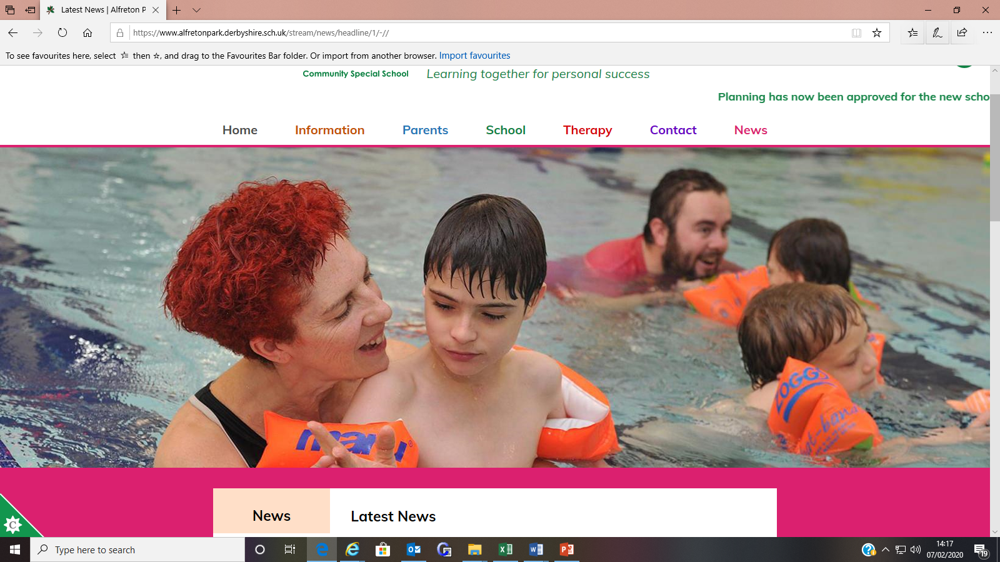 Latest News | Alfreton P
https://www.alfretonpark.derbyshire.sch.uk/stream/news/headline/1/-//
To see favourites here, select then , and drag to the Favourites Bar folder. Or import from another browser. Import favourites
Community Special School Learning together for personal success
Planning has now been approved for the new scho
Home Information Parents School Therapy Contact News
maru®
ZOGGS
News Latest News
C
Type here to search
14:17
07/02/2020
19